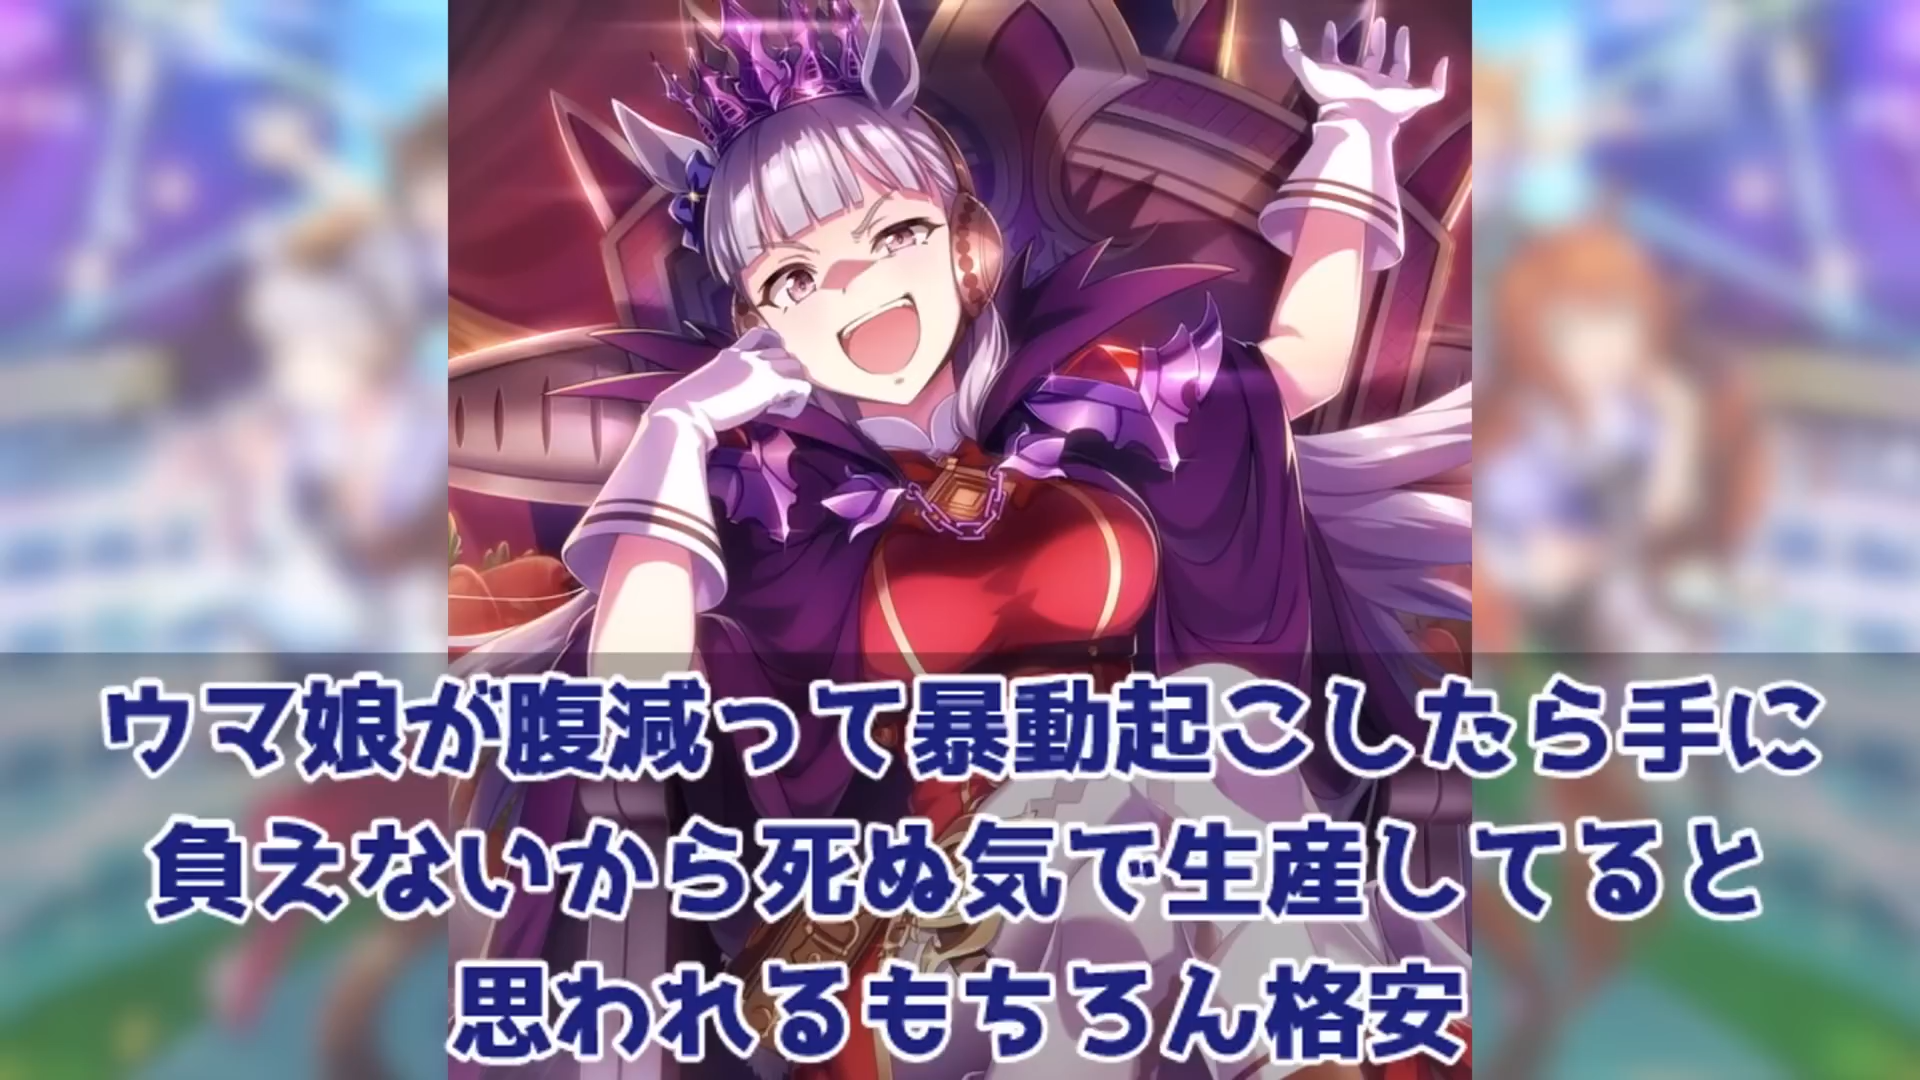 ウマ娘が腹減って暴動起こしたら手に
負えないから死ぬ気で生産してると
思われるもちろん格安